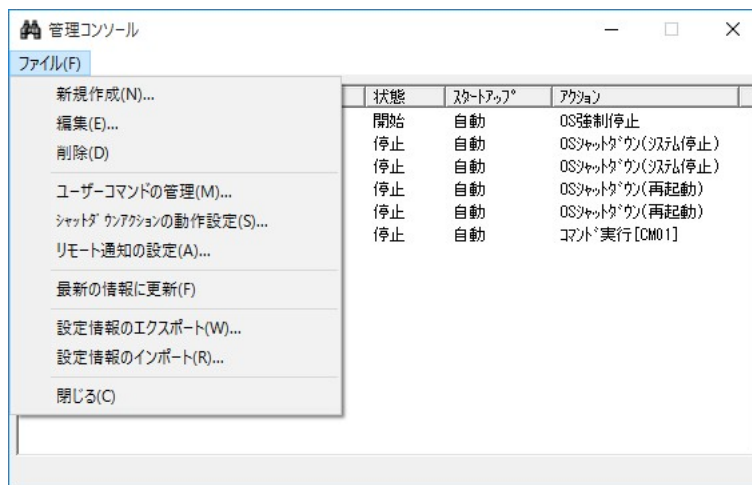 管理コンソール
ファイル(F)
新規作成(N)...
編集(E)...
削除(D)
ユーザーコマンドの管理(M)...
ｼｬｯﾄﾀﾞｳﾝｱｸｼｮﾝの動作設定(S)...
リモート通知の設定(A)...
最新の情報に更新(F)
設定情報のエクスポート(W)...
設定情報のインポート(R)...
閉じる(C)
状態 ｽﾀｰﾄｱｯﾌﾟ ｱｸｼｮﾝ
開始 自動 OS強制停止
停止 自動 OSｼｬｯﾄﾀﾞｳﾝ(ｼｽﾃﾑ停止)
停止 自動 OSｼｬｯﾄﾀﾞｳﾝ(ｼｽﾃﾑ停止)
停止 自動 OSｼｬｯﾄﾀﾞｳﾝ(再起動)
停止 自動 OSｼｬｯﾄﾀﾞｳﾝ(再起動)
停止 自動 ｺﾏﾝﾄﾞ実行[CM01]